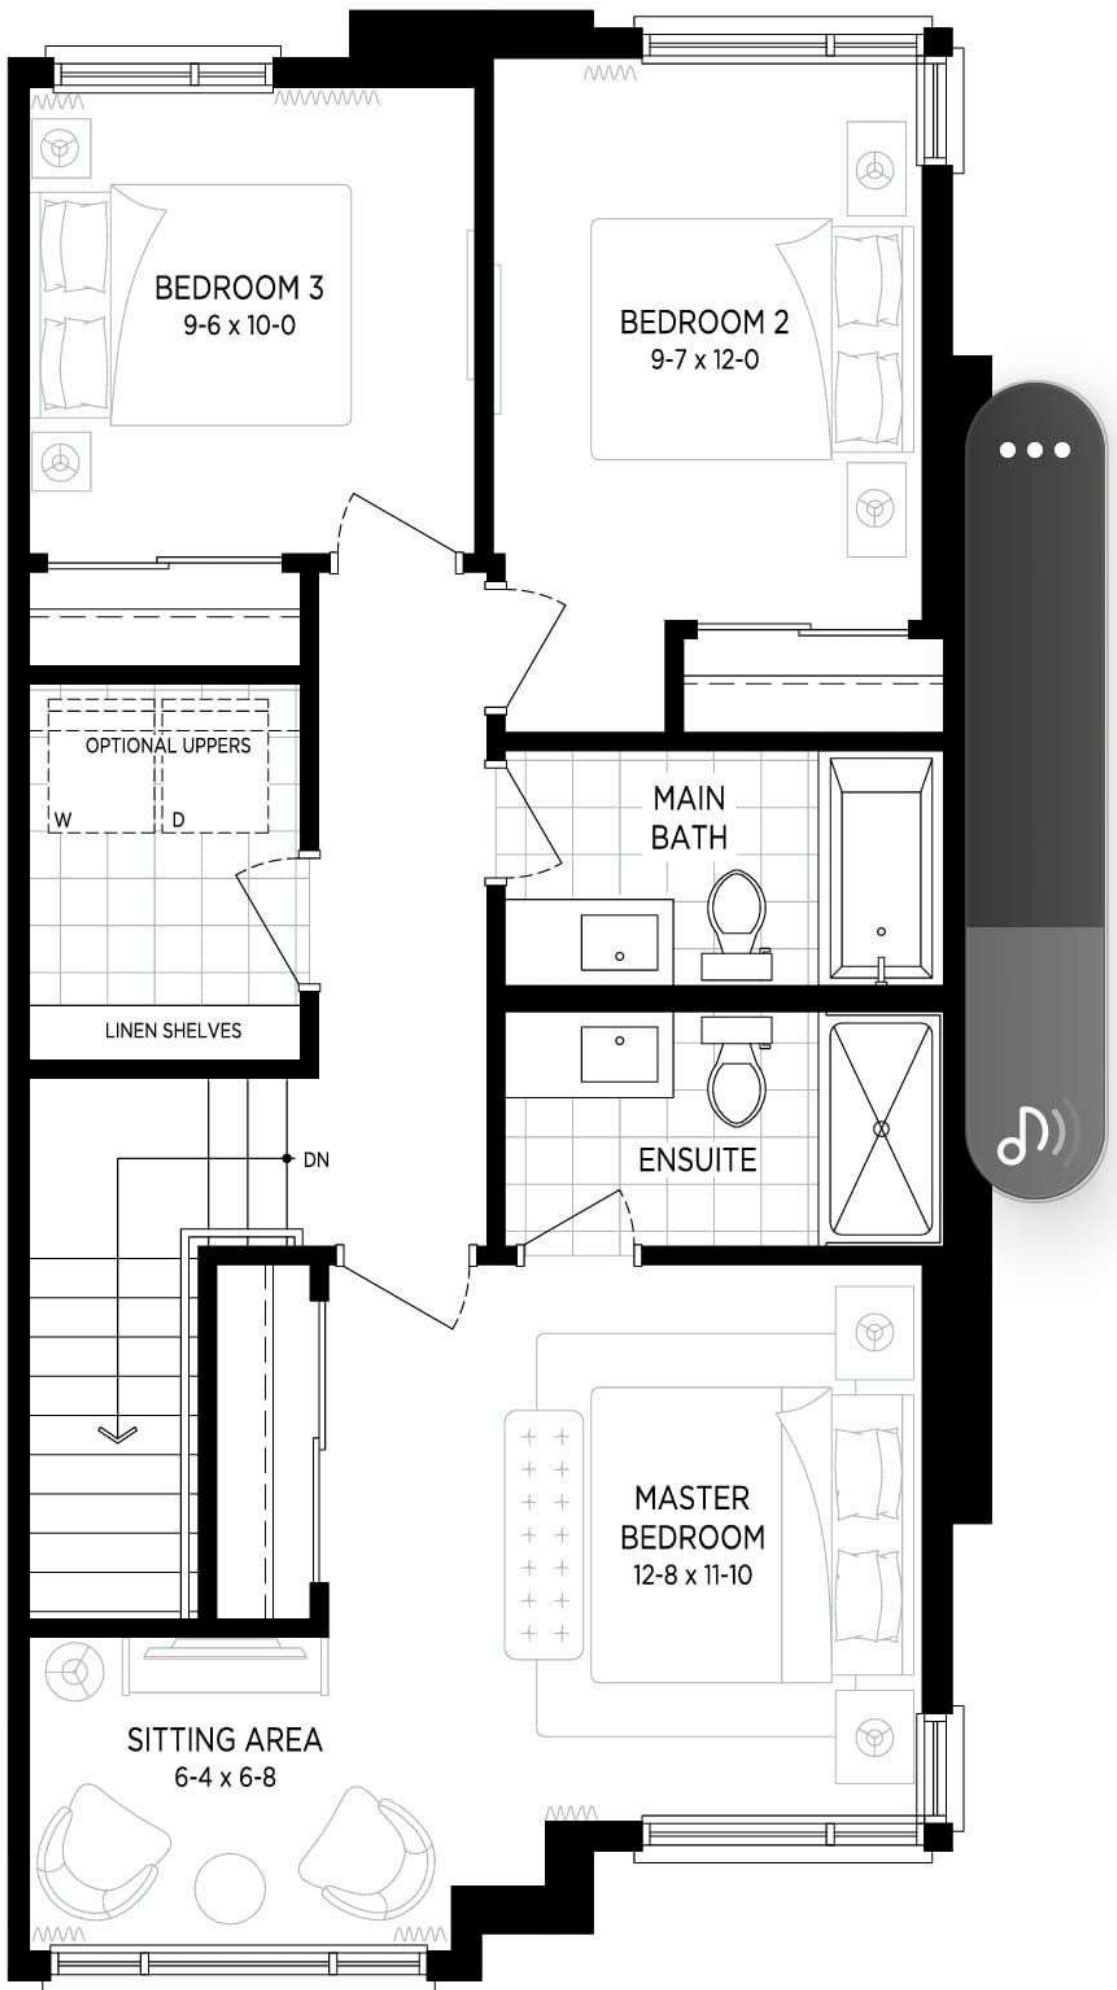 BEDROOM 3
9-6 x 10-0
BEDROOM 2
9-7 x 12-0
OPTIONAL UPPERS
W
D
MAIN
BATH
LINEN SHELVES
DN
ENSUITE
MASTER
BEDROOM
12-8 x 11-10
SITTING AREA
6-4 x 6-8